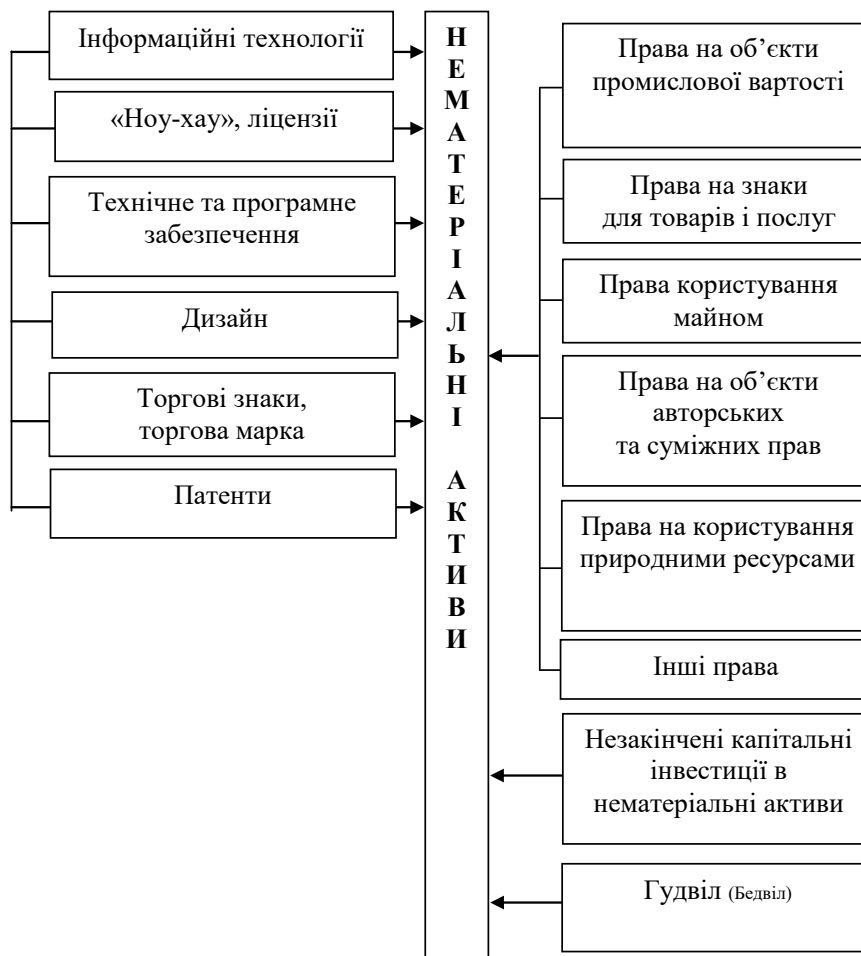 Інформаційні технології
«Ноу-хау», ліцензії
Технічне та програмне
забезпечення
Дизайн
Торгові знаки,
торгова марка
Патенти
НЕМАТЕРІАЛЬНІ АКТИВИ
Права на об’єкти
промислової вартості
Права на знаки
для товарів і послуг
Права користування
майном
Права на об’єкти
авторських
та суміжних прав
Права на користування
природними ресурсами
Інші права
Незакінчені капітальні
інвестиції в
нематеріальні активи
Гудвіл (Бедвіл)